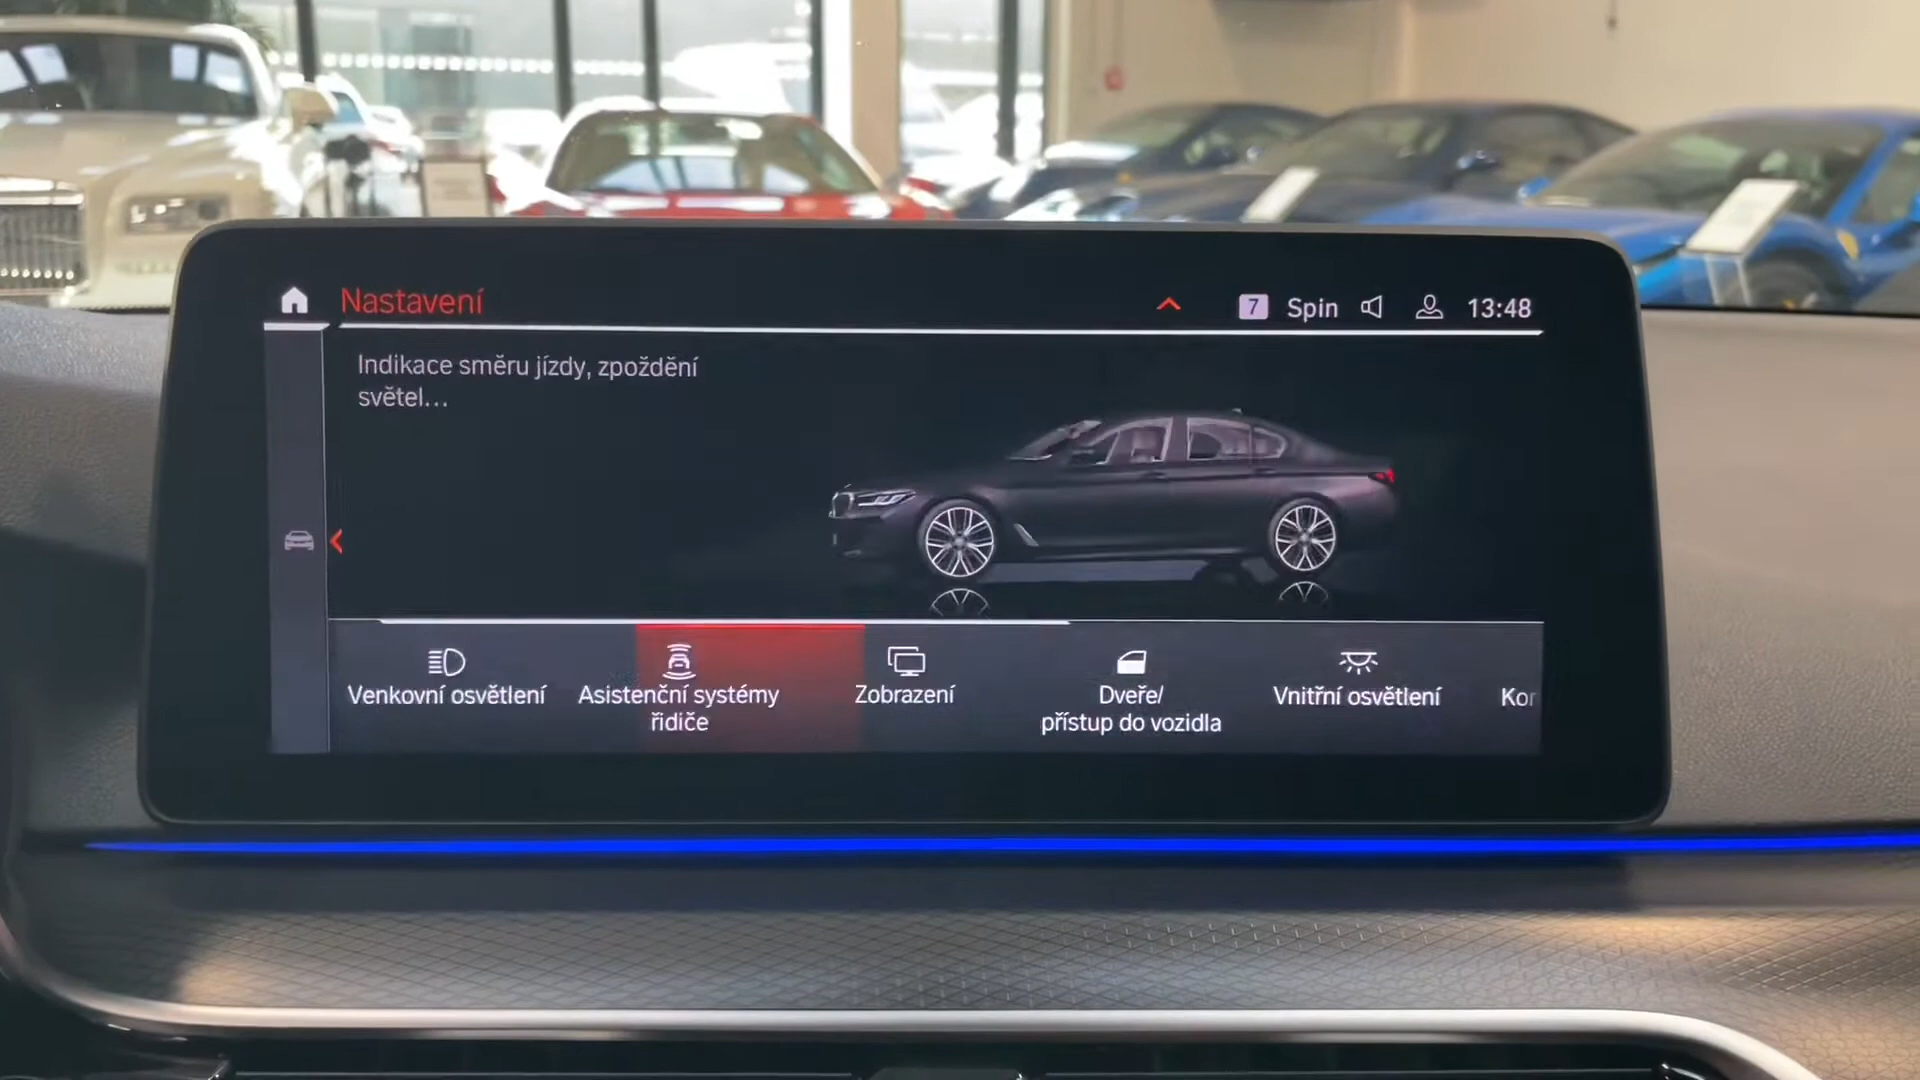 Nastavení
7 Spin 13:48
Indikace směru jízdy, zpoždění
světel...
Venkovní osvětlení
Asistenční systémy
řidiče
Zobrazení
Dveře/
přístup do vozidla
Vnitřní osvětlení
Kor